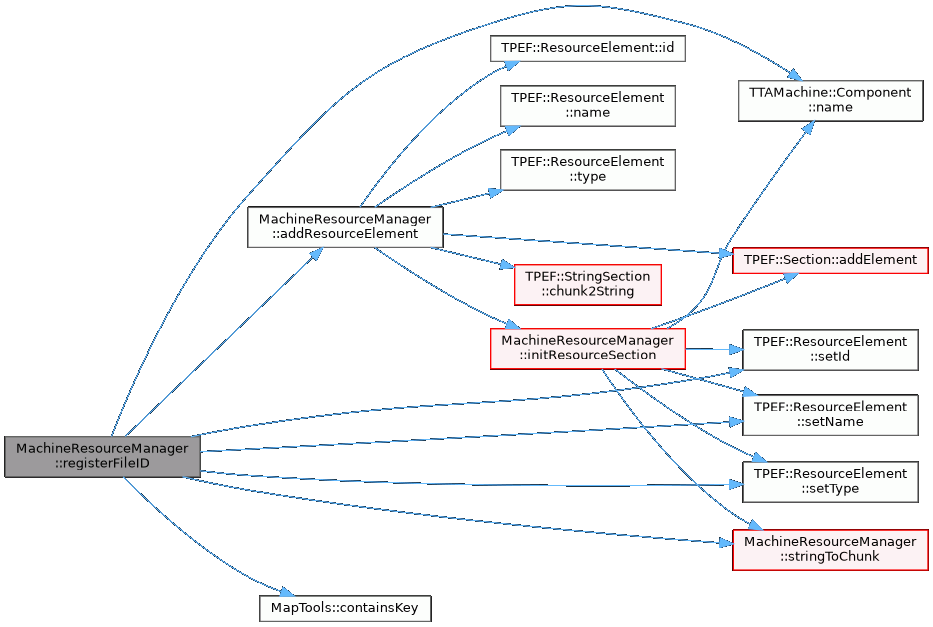 TPEF::ResourceElement::id
TPEF::ResourceElement
::name
TTAMachine::Component
::name
TPEF::ResourceElement
::type
MachineResourceManager
::addResourceElement
TPEF::Section::addElement
TPEF::StringSection
::chunk2String
MachineResourceManager
::initResourceSection
TPEF::ResourceElement
::setId
TPEF::ResourceElement
::setName
MachineResourceManager
::registerFileID
TPEF::ResourceElement
::setType
MachineResourceManager
::stringToChunk
MapTools::containsKey